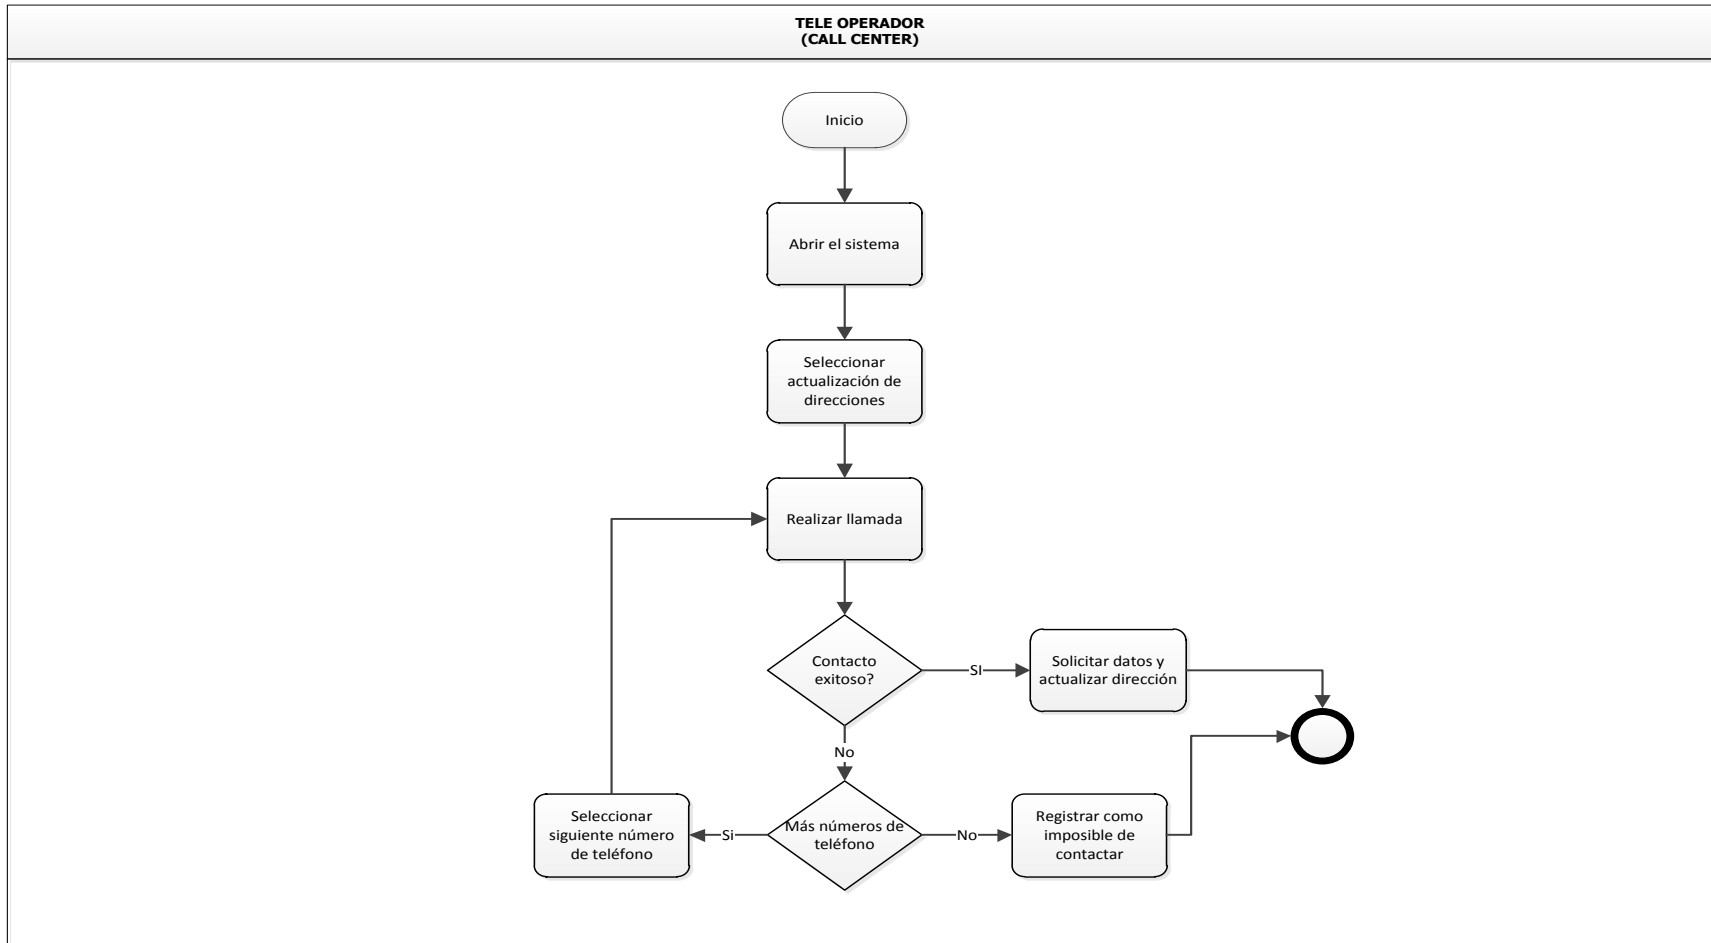 TELE OPERADOR
(CALL CENTER)
Inicio
Abrir el sistema
Seleccionar
actualización de
direcciones
Realizar llamada
Contacto
exitoso?
SI
Solicitar datos y
actualizar dirección
No
Seleccionar
siguiente número
de teléfono
Si
Más números de
teléfono
No
Registrar como
imposible de
contactar